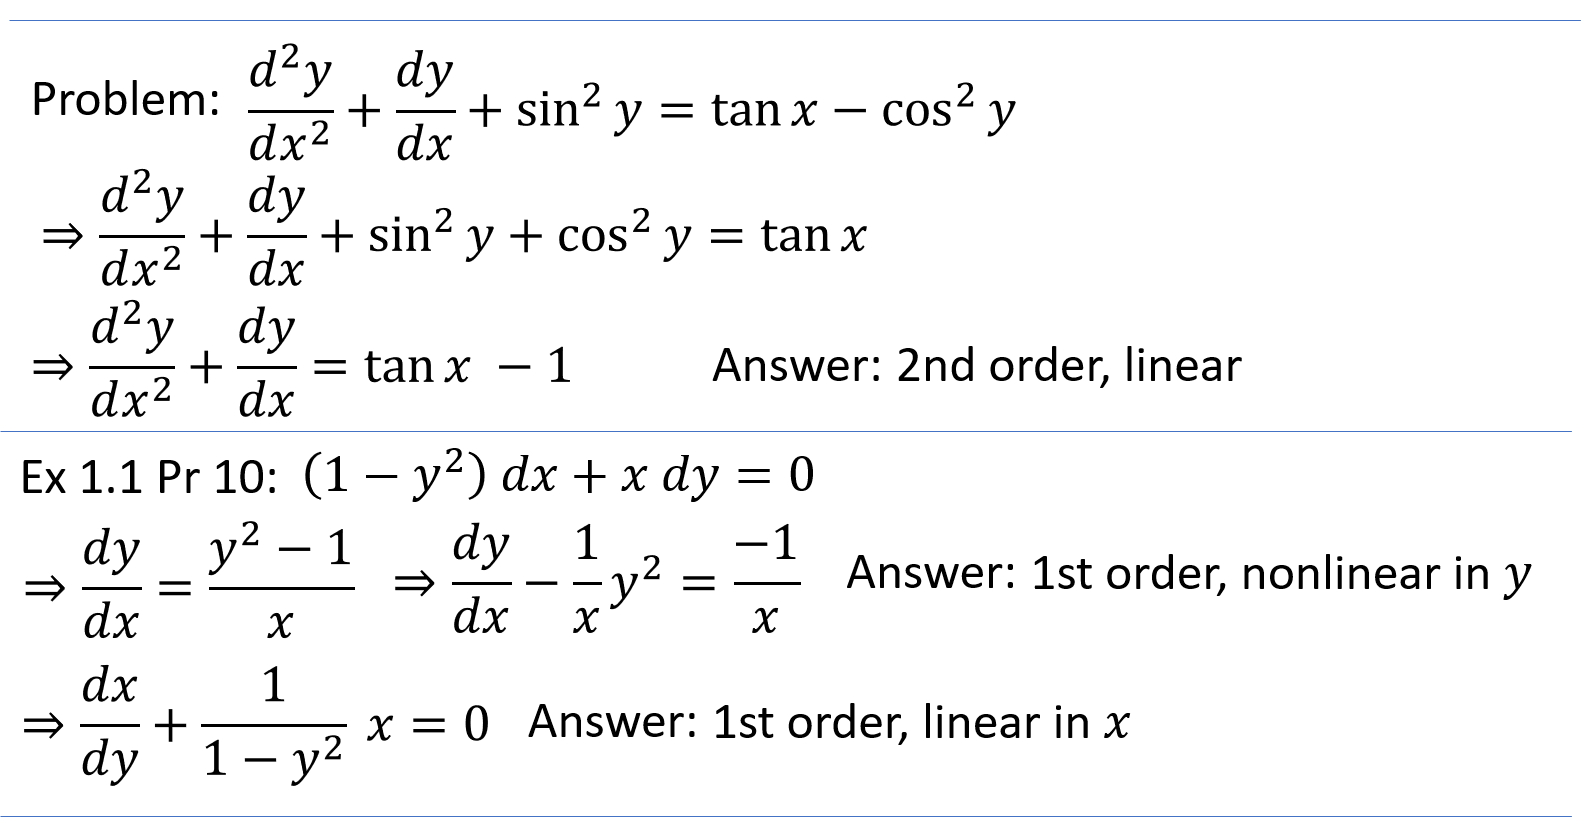 Problem: d²y/dx² + dy/dx + sin² y = tan x − cos² y
⇒ d²y/dx² + dy/dx + sin² y + cos² y = tan x
⇒ d²y/dx² + dy/dx = tan x − 1 Answer: 2nd order, linear
Ex 1.1 Pr 10: (1 − y²) dx + x dy = 0
⇒ dy/dx = (y² − 1)/x ⇒ dy/dx − (1/x) y² = −1/x Answer: 1st order, nonlinear in y
⇒ dx/dy + 1/(1 − y²) x = 0 Answer: 1st order, linear in x